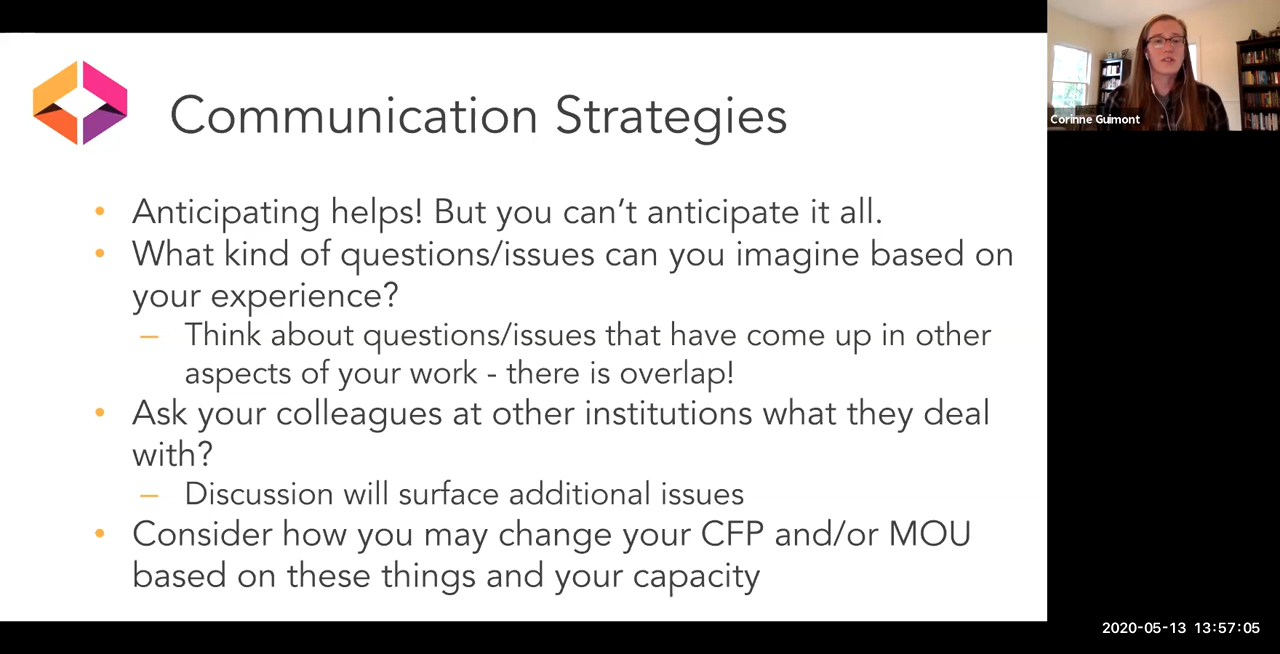 Communication Strategies
• Anticipating helps! But you can’t anticipate it all.
• What kind of questions/issues can you imagine based on
your experience?
– Think about questions/issues that have come up in other
aspects of your work - there is overlap!
• Ask your colleagues at other institutions what they deal
with?
– Discussion will surface additional issues
• Consider how you may change your CFP and/or MOU
based on these things and your capacity
Corinne Guimont
2020-05-13 13:57:05